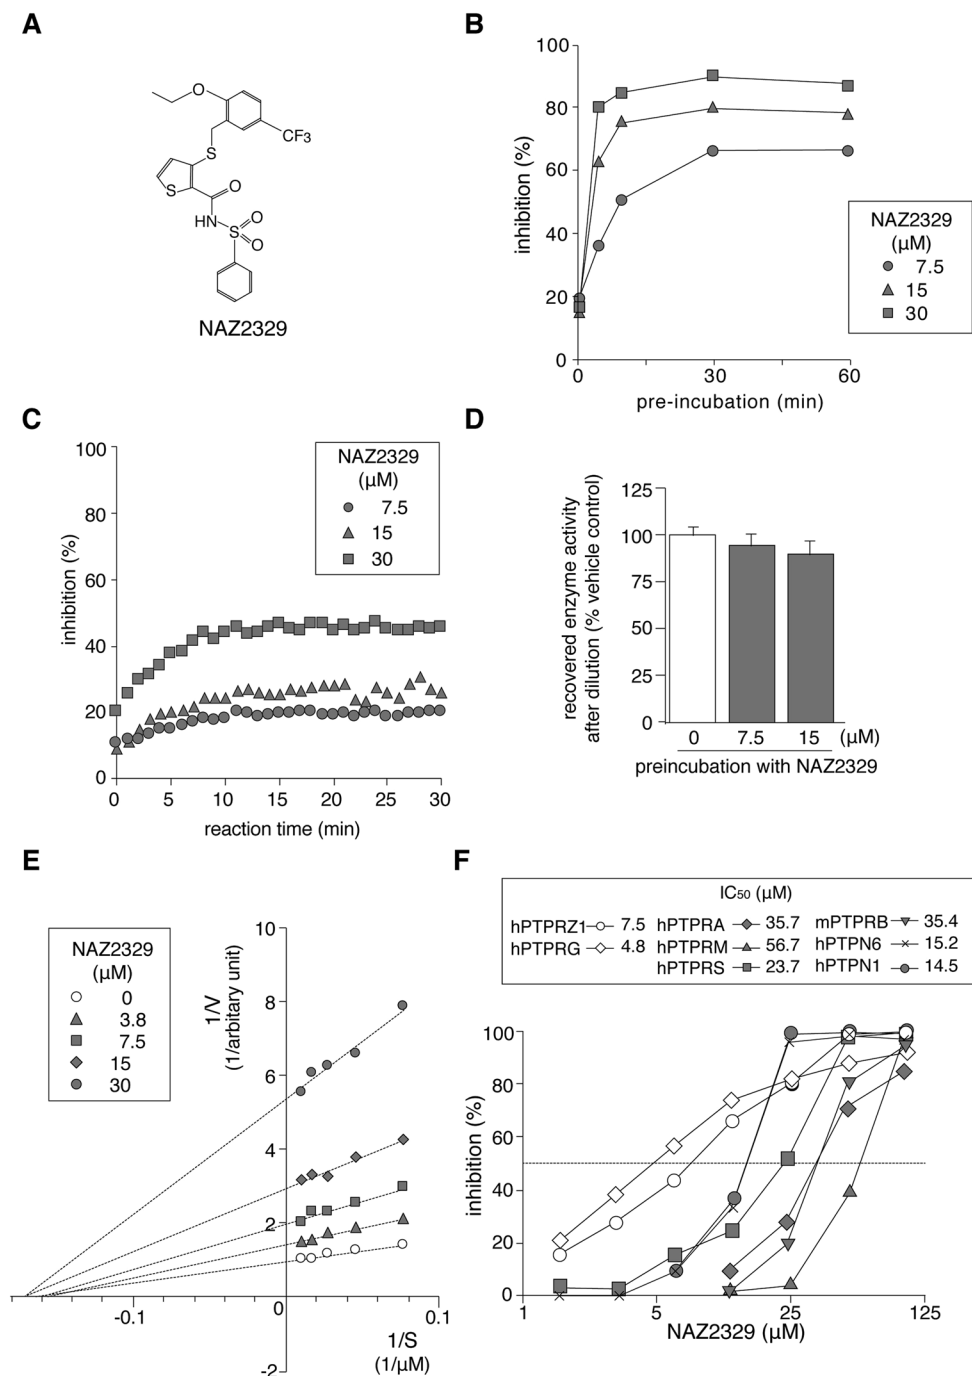 A
O
CF3
S
S
O
HN
S
O
O
NAZ2329
B
100
80
60
40
20
0
inhibition (%)
0
30
60
pre-incubation (min)
NAZ2329
(μM)
7.5
15
30
C
100
80
60
40
20
0
inhibition (%)
0 5 10 15 20 25 30
reaction time (min)
NAZ2329
(μM)
7.5
15
30
D
recovered enzyme activity
after dilution (% vehicle control)
125
100
75
50
25
0
0 7.5 15 (μM)
preincubation with NAZ2329
E
NAZ2329
(μM)
0
3.8
7.5
15
30
1/V
(1/arbitary unit)
10
8
6
4
2
0
-2
-0.1
0.1
1/S
(1/μM)
F
IC50 (μM)
hPTPRZ1 7.5 hPTPRA 35.7 mPTPRB 35.4
hPTPRG 4.8 hPTPRM 56.7 hPTPN6 15.2
hPTPRS 23.7 hPTPN1 14.5
100
80
60
40
20
0
inhibition (%)
1 5 25 125
NAZ2329 (μM)